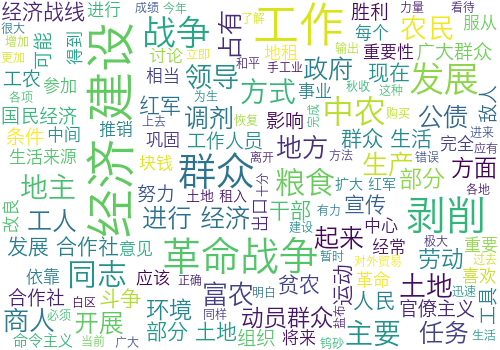 经济战线 进行 成绩 今年 工作 了解 力量 看待
很大 战争 占有 农民 胜利 服从
增加 可能 得到 地租 和平 每个
更加 讨论 立即 输出 手工业 重要性 广大群众
工农 参加 领导 政府 现在 发展 敌人
各项 建设 相当 方式 事业 秋收 这种
国民经济 红军 为生 影响 中农 公债 购买
条件 中间 推销 调剂 恢复 群众 生活 进来
生活来源 巩固 上去 工作人员 完全 错误 应有
块钱 群众 离开 地方 生产 方面
地主 努力 十分 粮食 部分 方法
经济 土地 租入 扩大 红军 各地
改良 工人 进行 经济 出口 干部 宣传 有力 剥削
发展 合作社 意见 革命战争 起来 中心 极大 重要
依靠 经常 劳动 暂时 对外贸易 过去
合作社 同志 应该 富农 贫农 运动 革命 喜欢
斗争 环境 正确 明白 人民 土地 迅速 工具
商人 开展 白区 动员群众 官僚主义
部分 土地 同样 将来 主要 任务
命令主义 必须 当前 广大 组织 建设 钨砂 生活